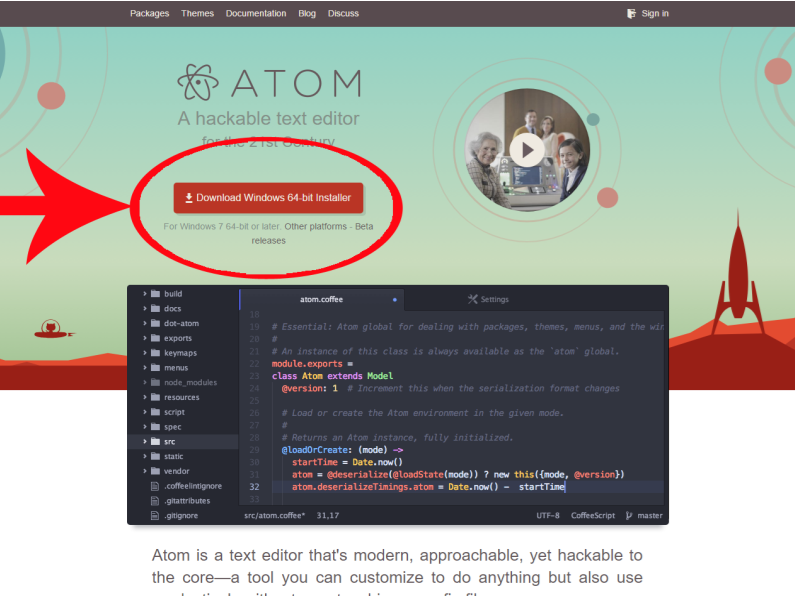 Packages Themes Documentation Blog Discuss Sign in
ATOM
A hackable text editor
for the 21st Century
Download Windows 64-bit Installer
For Windows 7 64-bit or later. Other platforms - Beta
releases
build
docs
dot-atom
exports
keymaps
menus
node_modules
resources
script
spec
src
static
vendor
.coffeelintignore
.gitattributes
.gitignore
atom.coffee Settings
18
19 # Essential: Atom global for dealing with packages, themes, menus, and the win
20 #
21 # An instance of this class is always available as the `atom` global.
22 module.exports =
23 class Atom extends Model
24 @version: 1 # Increment this when the serialization format changes
25
26 # Load or create the Atom environment in the given mode.
27 #
28 # Returns an Atom instance, fully initialized.
29 @loadOrCreate: (mode) ->
30 startTime = Date.now()
31 atom = @deserialize(@loadState(mode)) ? new this({mode, @version})
32 atom.deserializeTimings.atom = Date.now() - startTime
33
src/atom.coffee* 31,17 UTF-8 CoffeeScript master
Atom is a text editor that's modern, approachable, yet hackable to
the core—a tool you can customize to do anything but also use